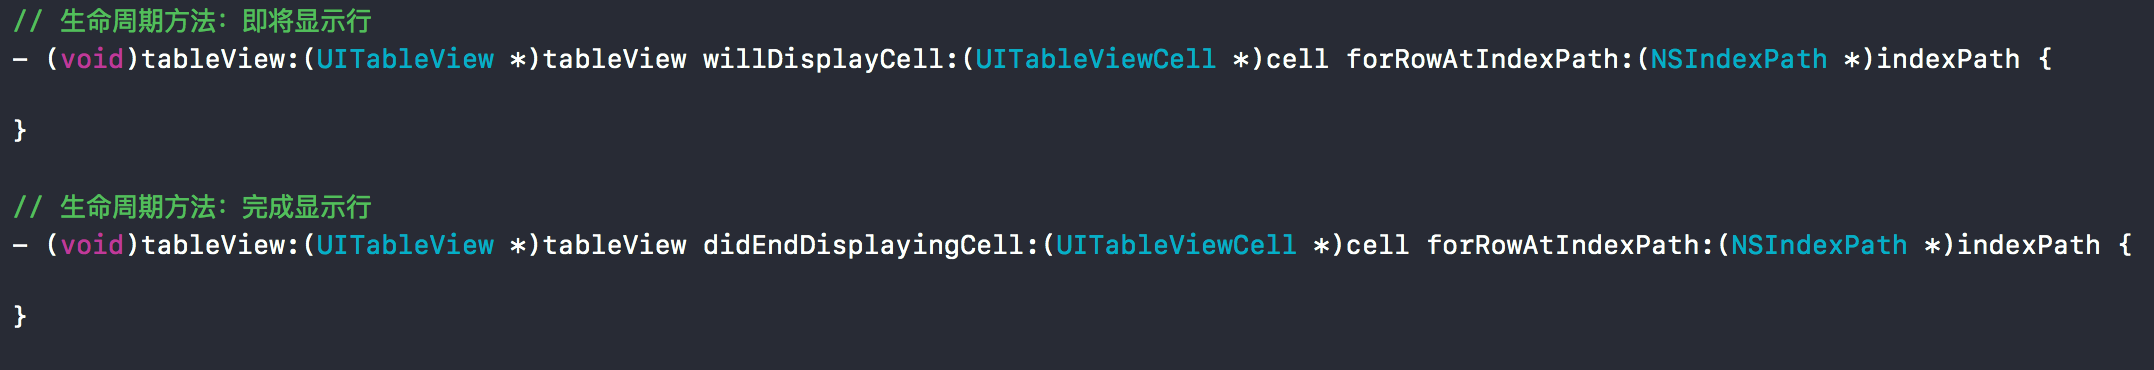 // 生命周期方法：即将显示行
- (void)tableView:(UITableView *)tableView willDisplayCell:(UITableViewCell *)cell forRowAtIndexPath:(NSIndexPath *)indexPath {
}
// 生命周期方法：完成显示行
- (void)tableView:(UITableView *)tableView didEndDisplayingCell:(UITableViewCell *)cell forRowAtIndexPath:(NSIndexPath *)indexPath {
}